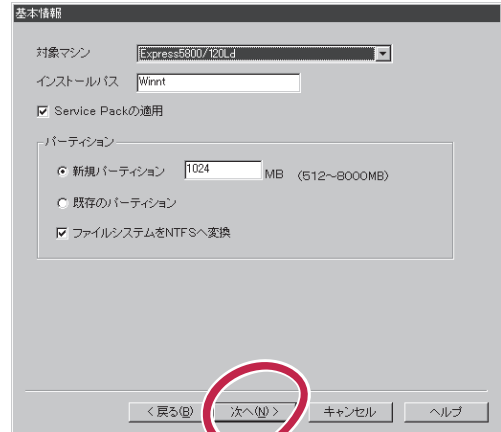 基本情報
対象マシン Express5800/120Ld
インストールパス Winnt
Service Packの適用
パーティション
新規パーティション 1024 MB (512～8000MB)
既存のパーティション
ファイルシステムをNTFSへ変換
< 戻る(B) 次へ(N) > キャンセル ヘルプ